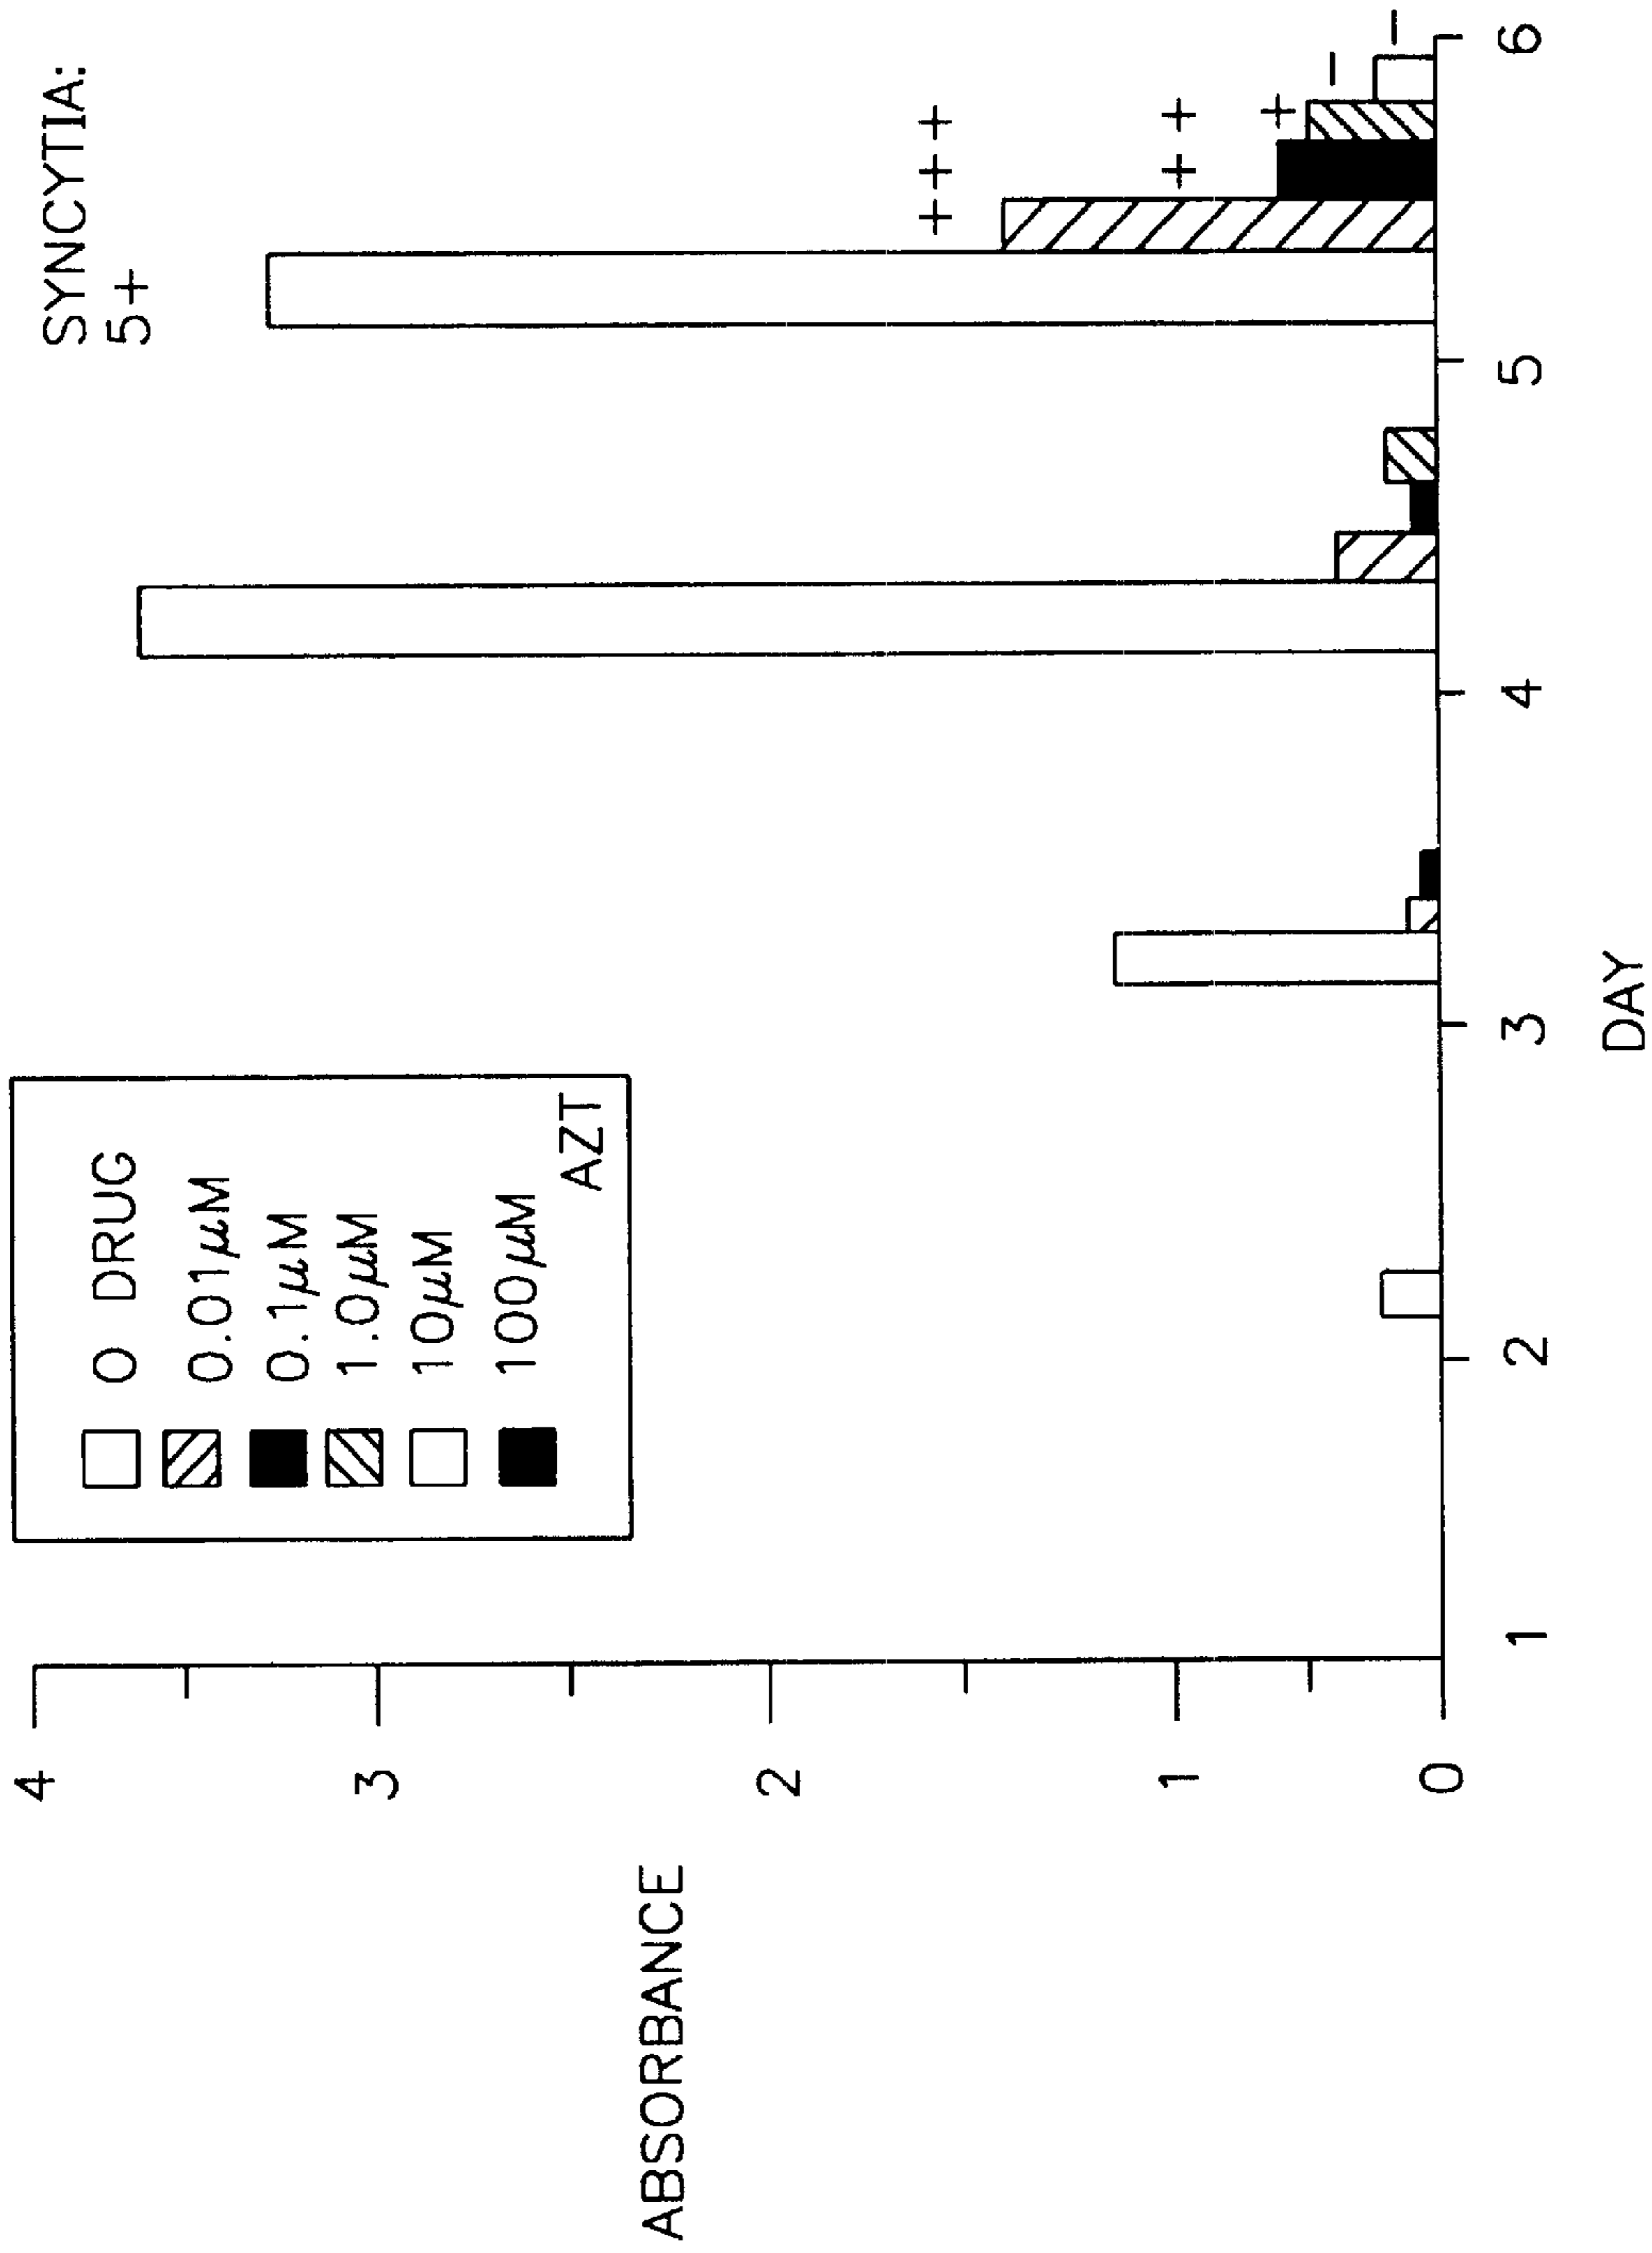 SYNCYTIA:
5+
+++
++
+
−
−
0 DRUG
0.01μM
0.1μM
1.0μM
10μM
100μM
AZT
ABSORBANCE
4
3
2
1
0
1 2 3 4 5 6
DAY